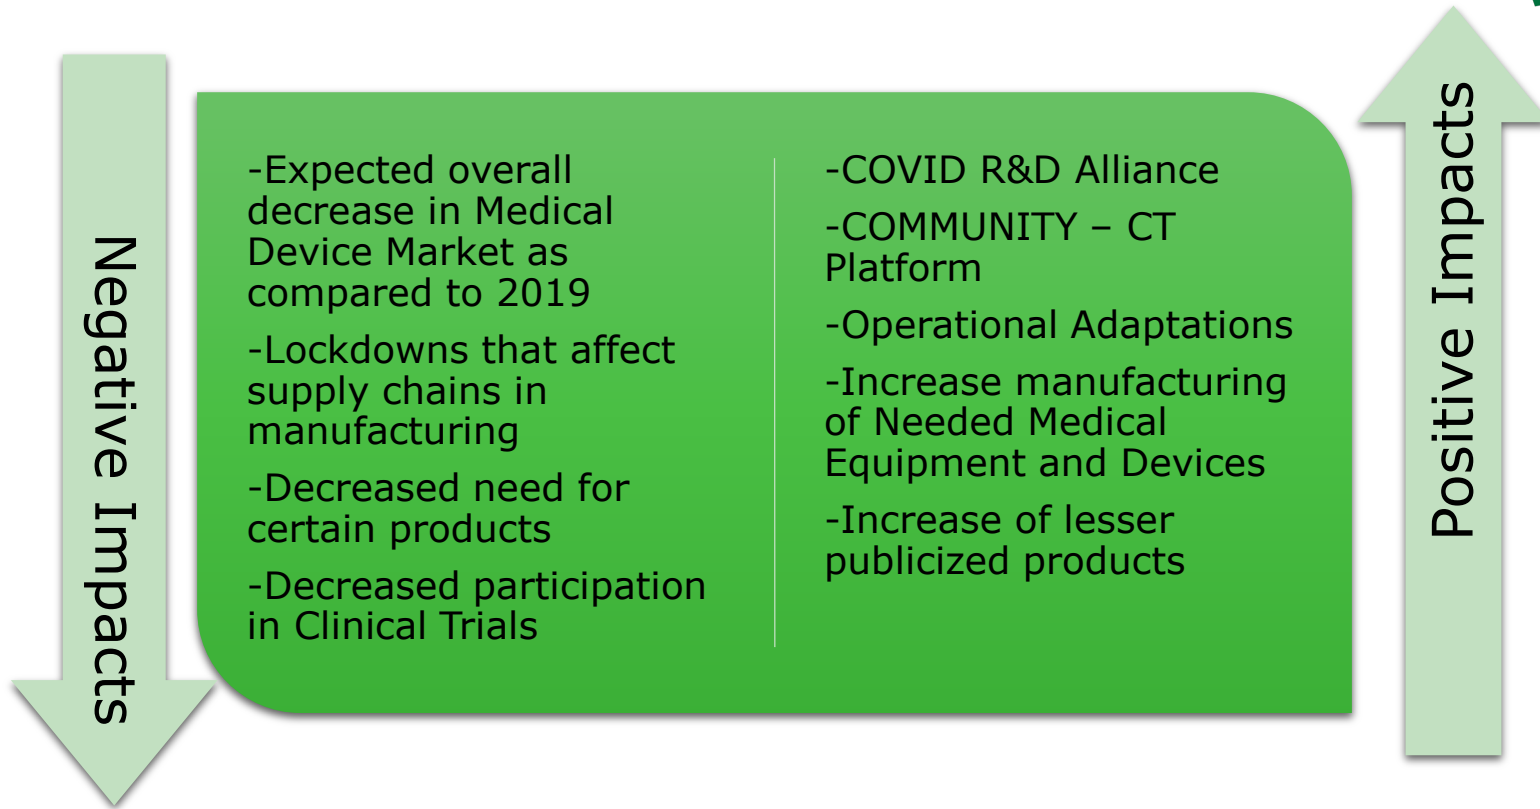 Negative Impacts
-Expected overall
decrease in Medical
Device Market as
compared to 2019
-Lockdowns that affect
supply chains in
manufacturing
-Decreased need for
certain products
-Decreased participation
in Clinical Trials
-COVID R&D Alliance
-COMMUNITY – CT
Platform
-Operational Adaptations
-Increase manufacturing
of Needed Medical
Equipment and Devices
-Increase of lesser
publicized products
Positive Impacts